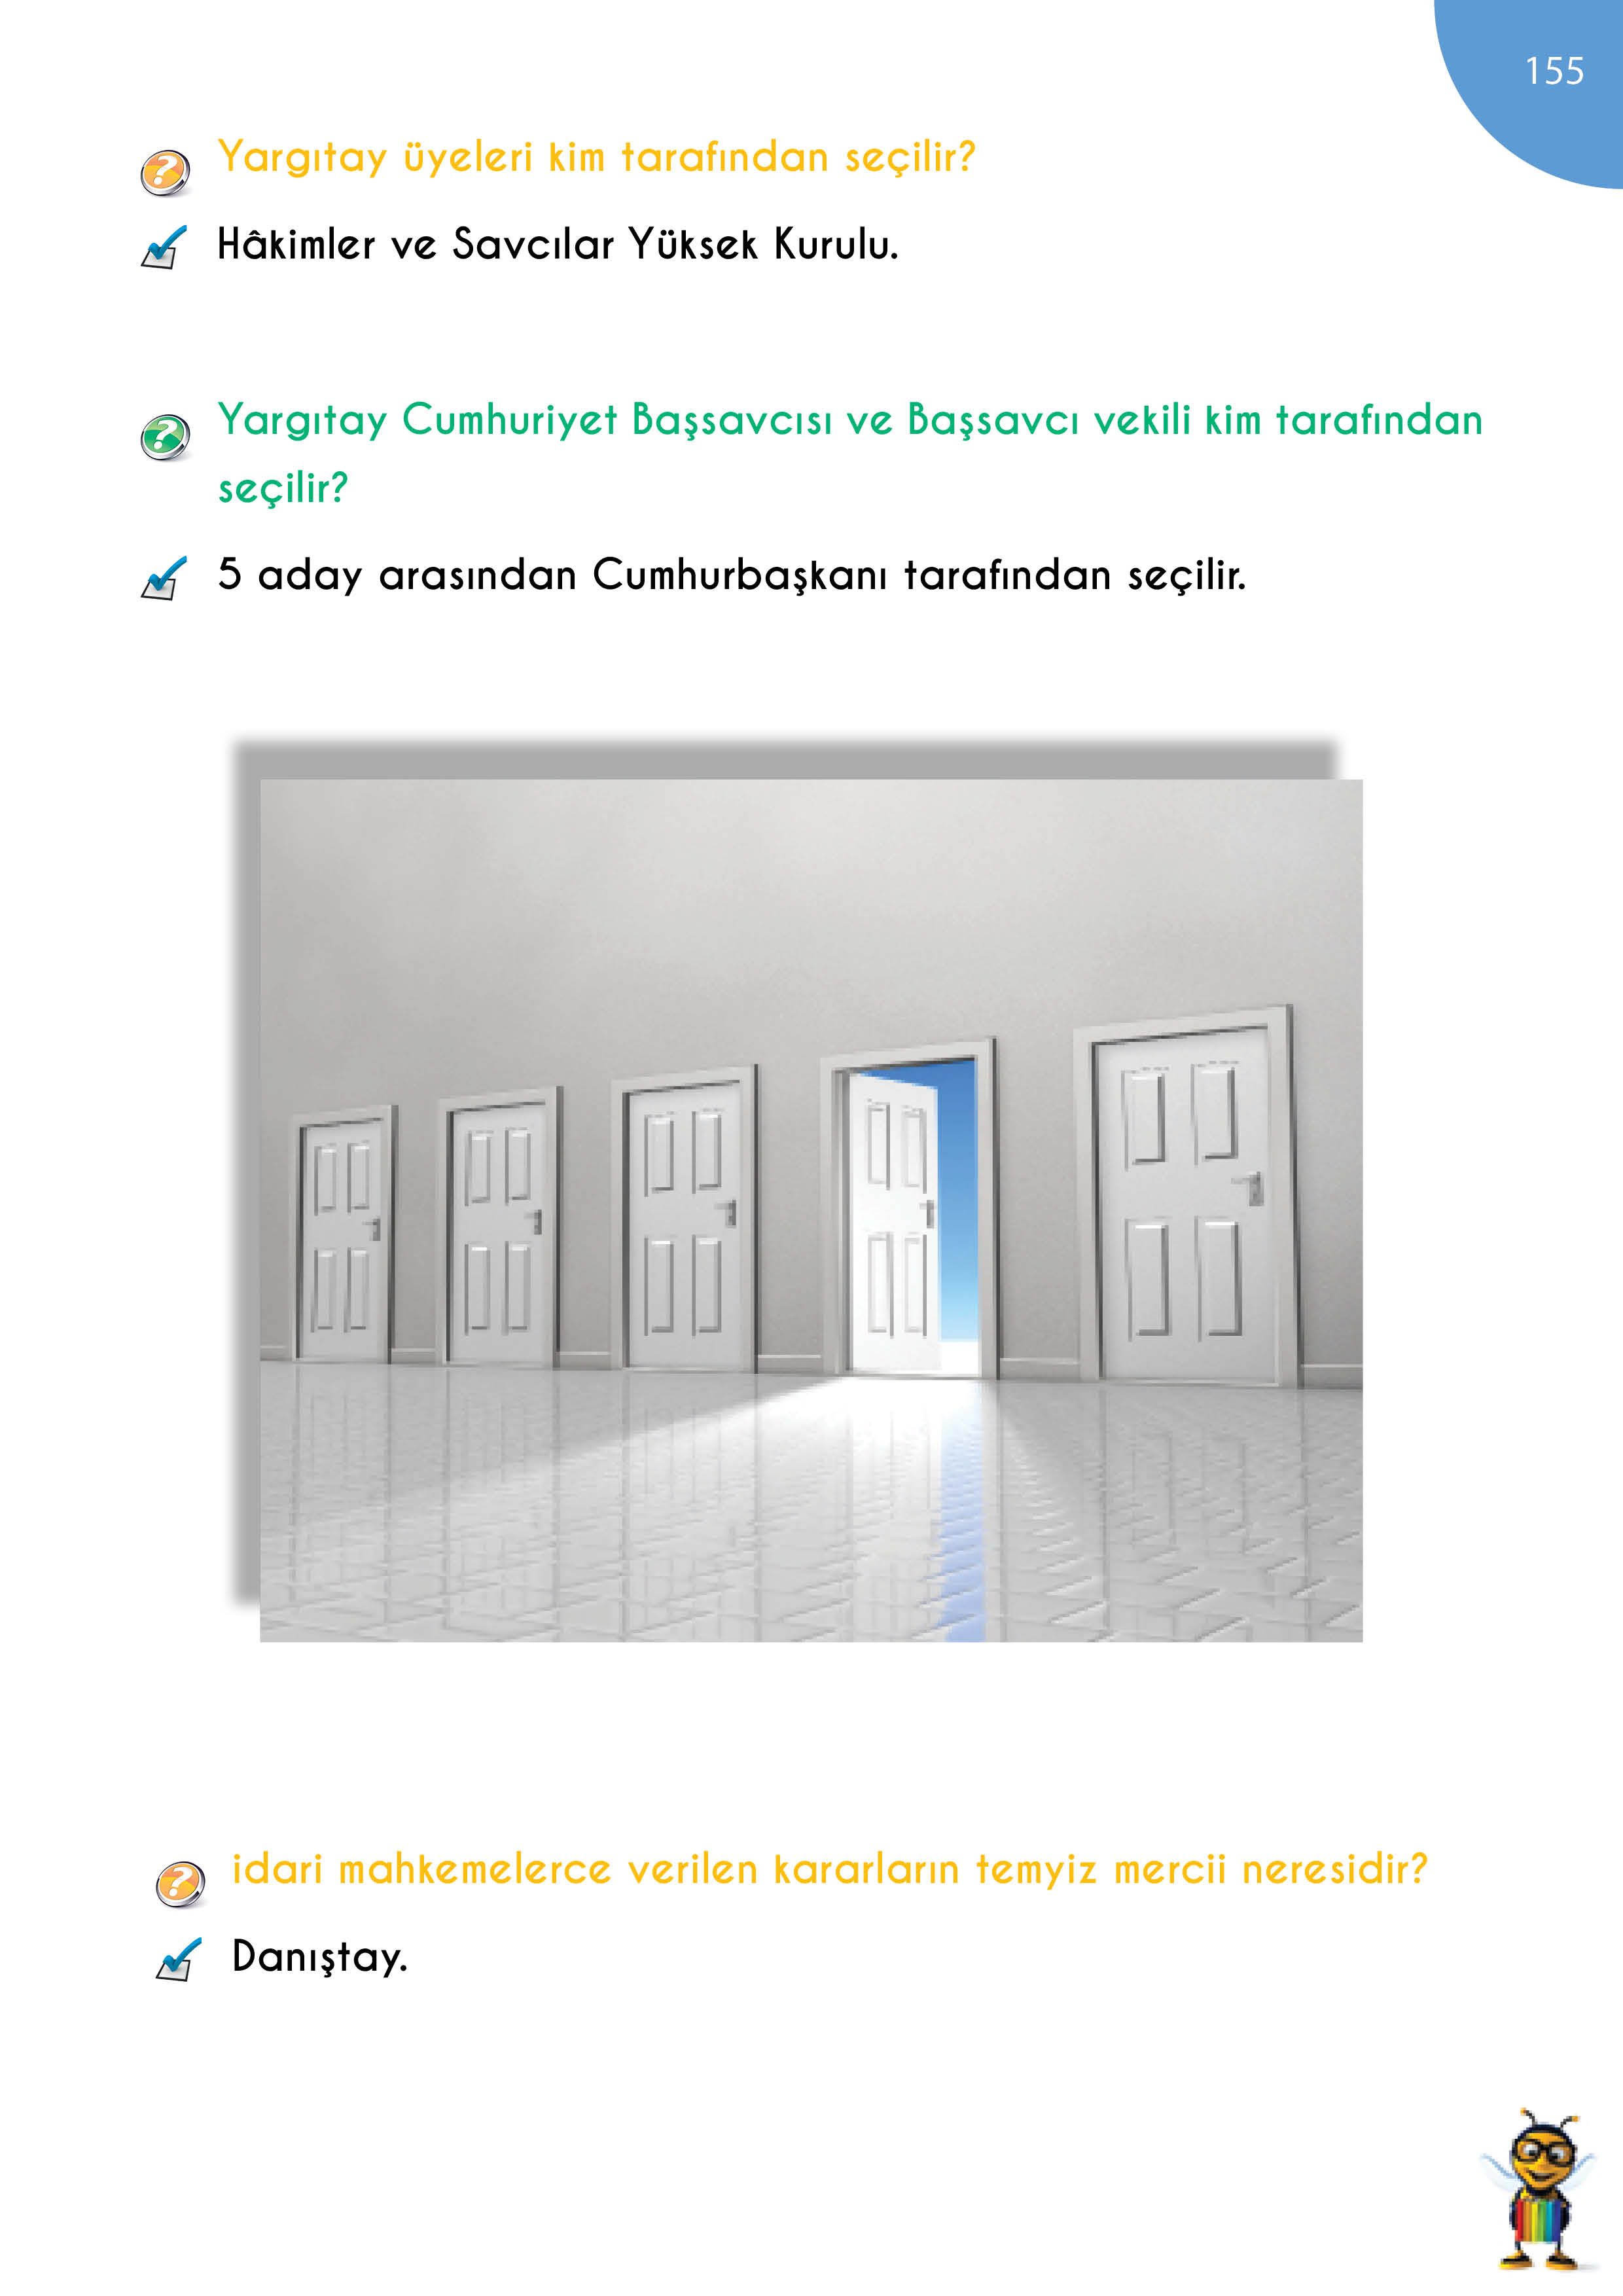 155
Yargıtay üyeleri kim tarafından seçilir?
Hâkimler ve Savcılar Yüksek Kurulu.
Yargıtay Cumhuriyet Başsavcısı ve Başsavcı vekili kim tarafından
seçilir?
5 aday arasından Cumhurbaşkanı tarafından seçilir.
idari mahkemelerce verilen kararların temyiz mercii neresidir?
Danıştay.